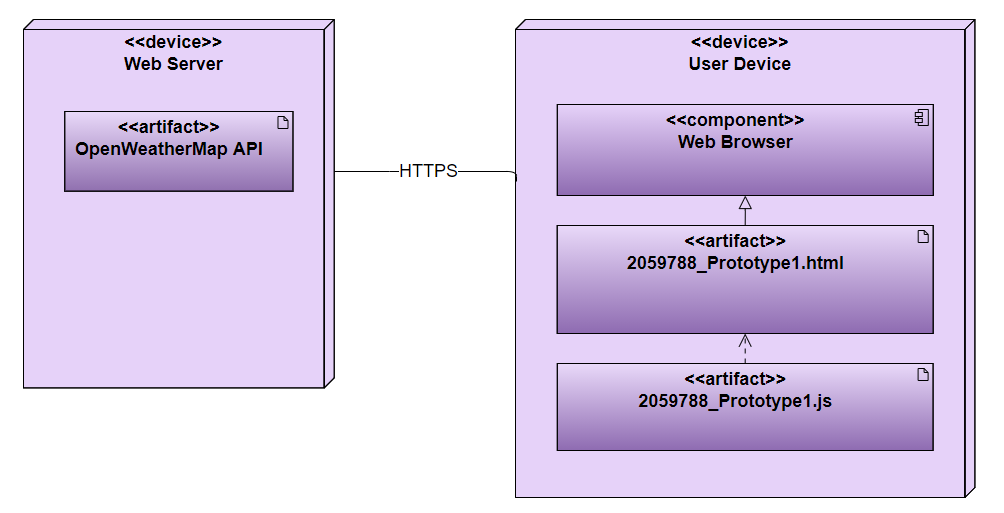 <<device>>
Web Server
<<artifact>>
OpenWeatherMap API
HTTPS
<<device>>
User Device
<<component>>
Web Browser
<<artifact>>
2059788_Prototype1.html
<<artifact>>
2059788_Prototype1.js